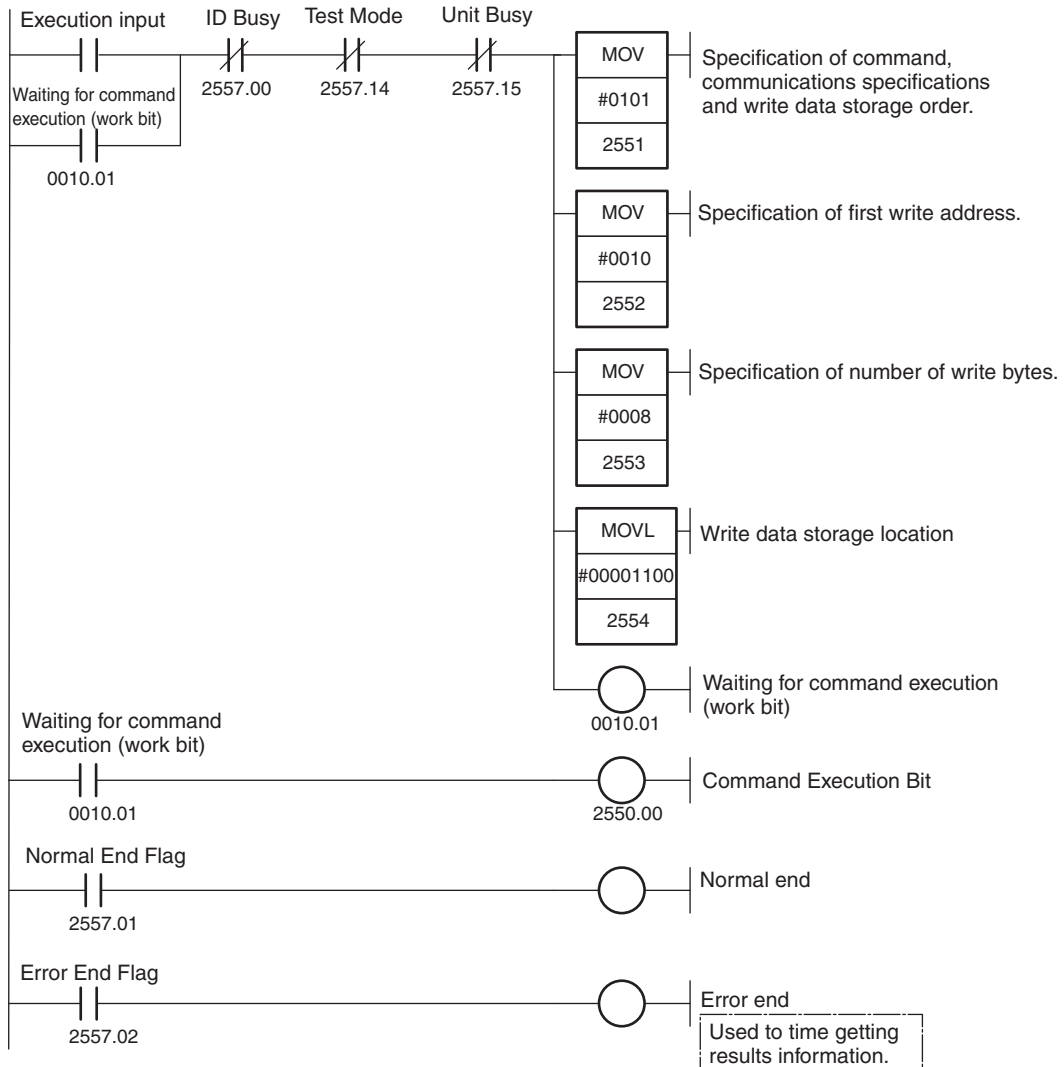 Execution input
ID Busy
Test Mode
Unit Busy
2557.00
2557.14
2557.15
Waiting for command
execution (work bit)
0010.01
MOV
#0101
2551
Specification of command,
communications specifications
and write data storage order.
MOV
#0010
2552
Specification of first write address.
MOV
#0008
2553
Specification of number of write bytes.
MOVL
#00001100
2554
Write data storage location
0010.01
Waiting for command execution
(work bit)
Waiting for command
execution (work bit)
0010.01
2550.00
Command Execution Bit
Normal End Flag
2557.01
Normal end
Error End Flag
2557.02
Error end
Used to time getting
results information.